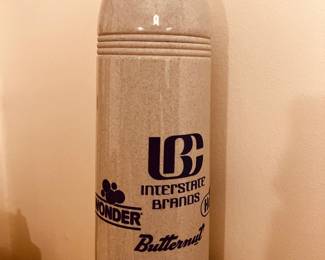 IBC
INTERSTATE
BRANDS
WONDER
Butternut